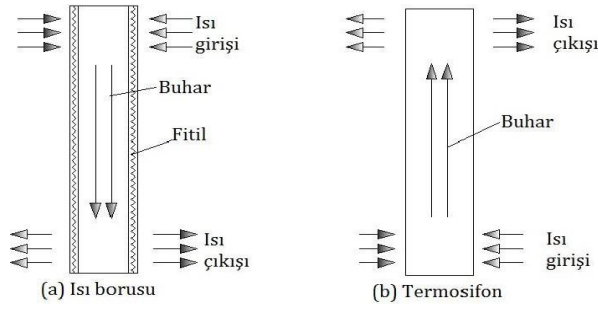 Isı
girişi
Buhar
Fitil
Isı
çıkışı
(a) Isı borusu
Isı
çıkışı
Buhar
Isı
girişi
(b) Termosifon